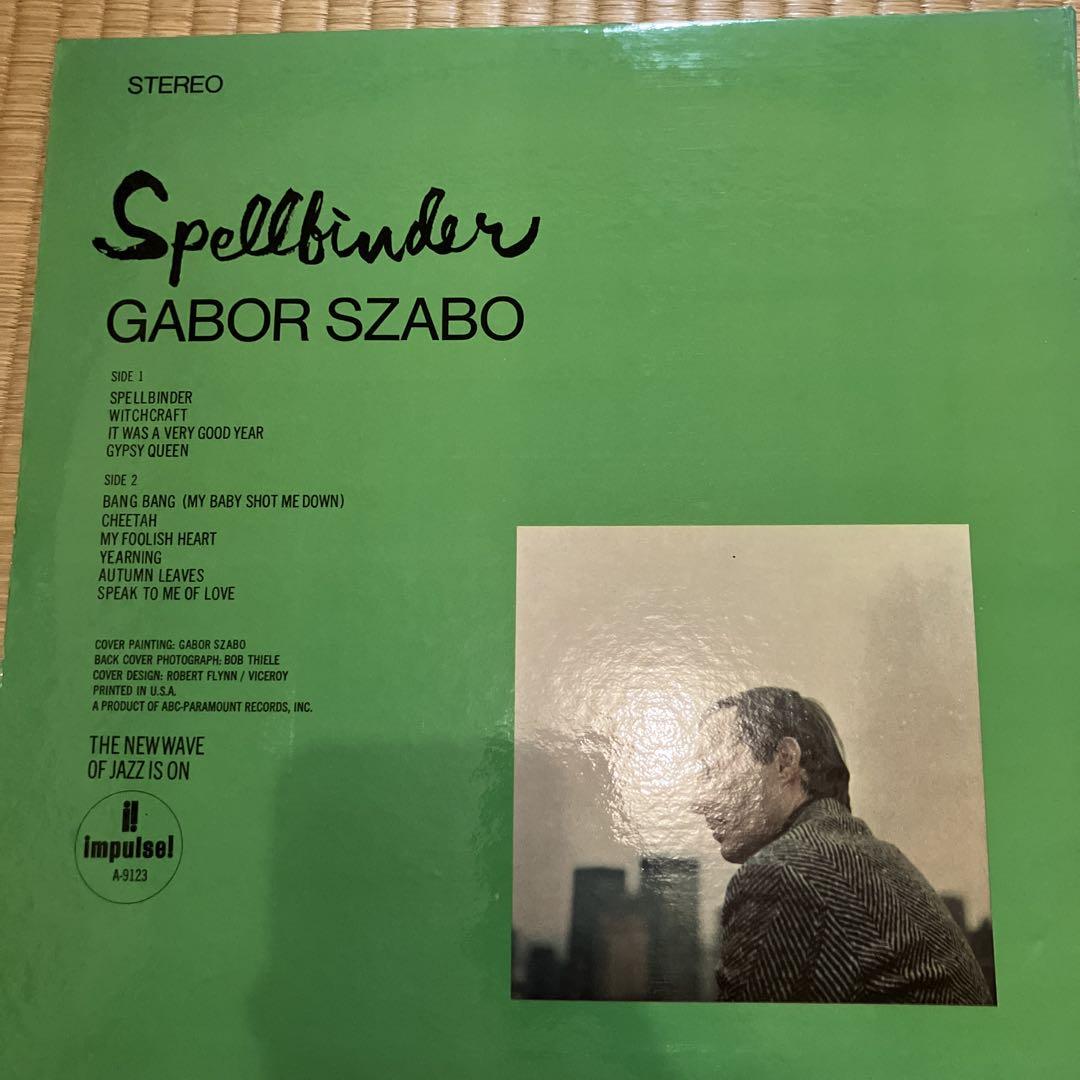 STEREO
Spellbinder
GABOR SZABO
SIDE 1
SPELLBINDER
WITCHCRAFT
IT WAS A VERY GOOD YEAR
GYPSY QUEEN
SIDE 2
BANG BANG (MY BABY SHOT ME DOWN)
CHEETAH
MY FOOLISH HEART
YEARNING
AUTUMN LEAVES
SPEAK TO ME OF LOVE
COVER PAINTING: GABOR SZABO
BACK COVER PHOTOGRAPH: BOB THIELE
COVER DESIGN: ROBERT FLYNN / VICEROY
PRINTED IN U.S.A.
A PRODUCT OF ABC-PARAMOUNT RECORDS, INC.
THE NEW WAVE
OF JAZZ IS ON
i!
impulse!
A-9123